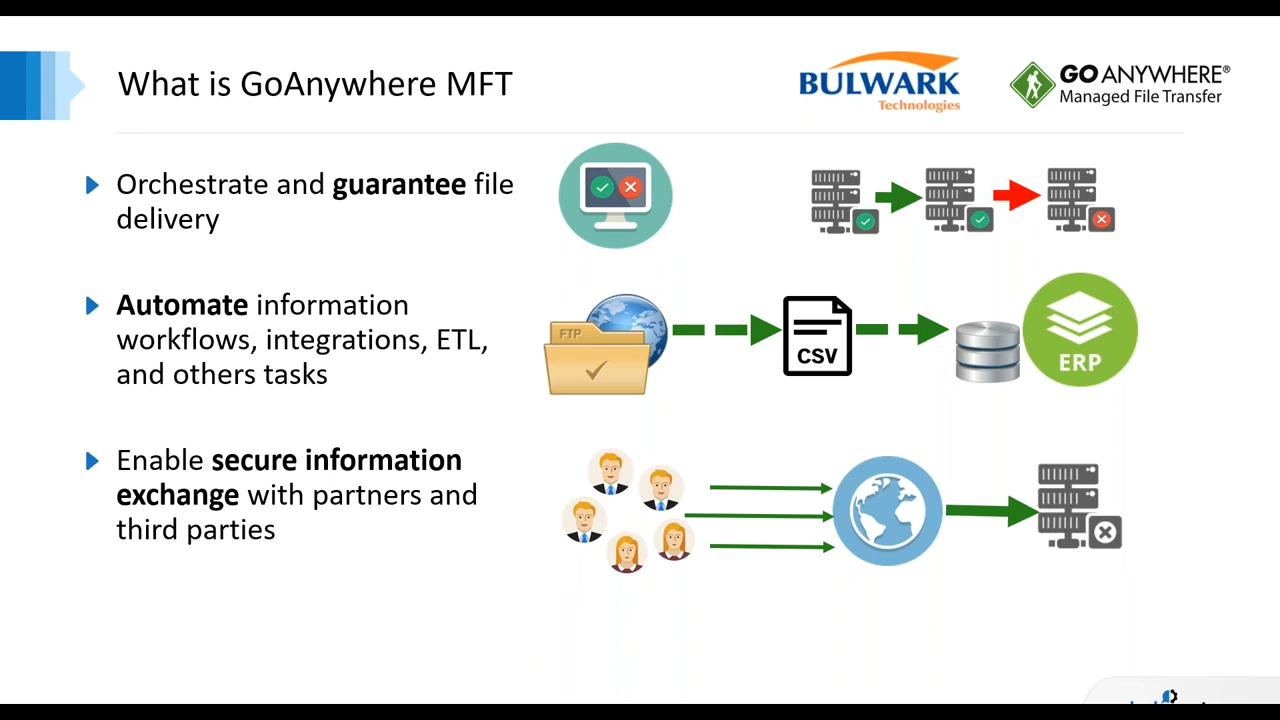 What is GoAnywhere MFT
BULWARK
Technologies
GO ANYWHERE®
Managed File Transfer
Orchestrate and guarantee file
delivery
Automate information
workflows, integrations, ETL,
and others tasks
FTP
CSV
ERP
Enable secure information
exchange with partners and
third parties